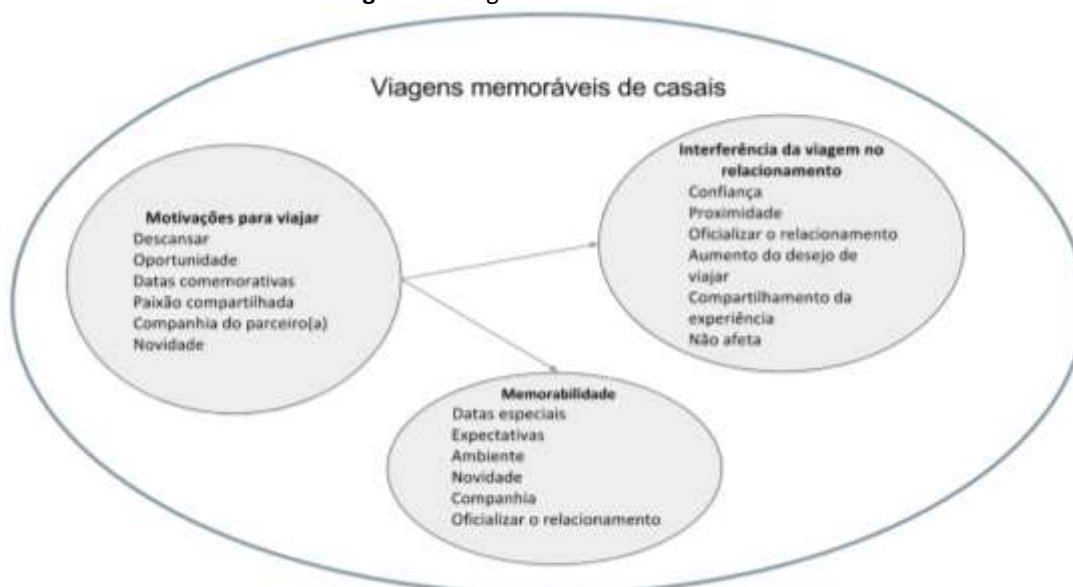 Viagens memoráveis de casais
Motivações para viajar
Descansar
Oportunidade
Datas comemorativas
Paixão compartilhada
Companhia do parceiro(a)
Novidade
Interferência da viagem no
relacionamento
Confiança
Proximidade
Oficializar o relacionamento
Aumento do desejo de
viajar
Compartilhamento da
experiência
Não afeta
Memorabilidade
Datas especiais
Expectativas
Ambiente
Novidade
Companhia
Oficializar o relacionamento